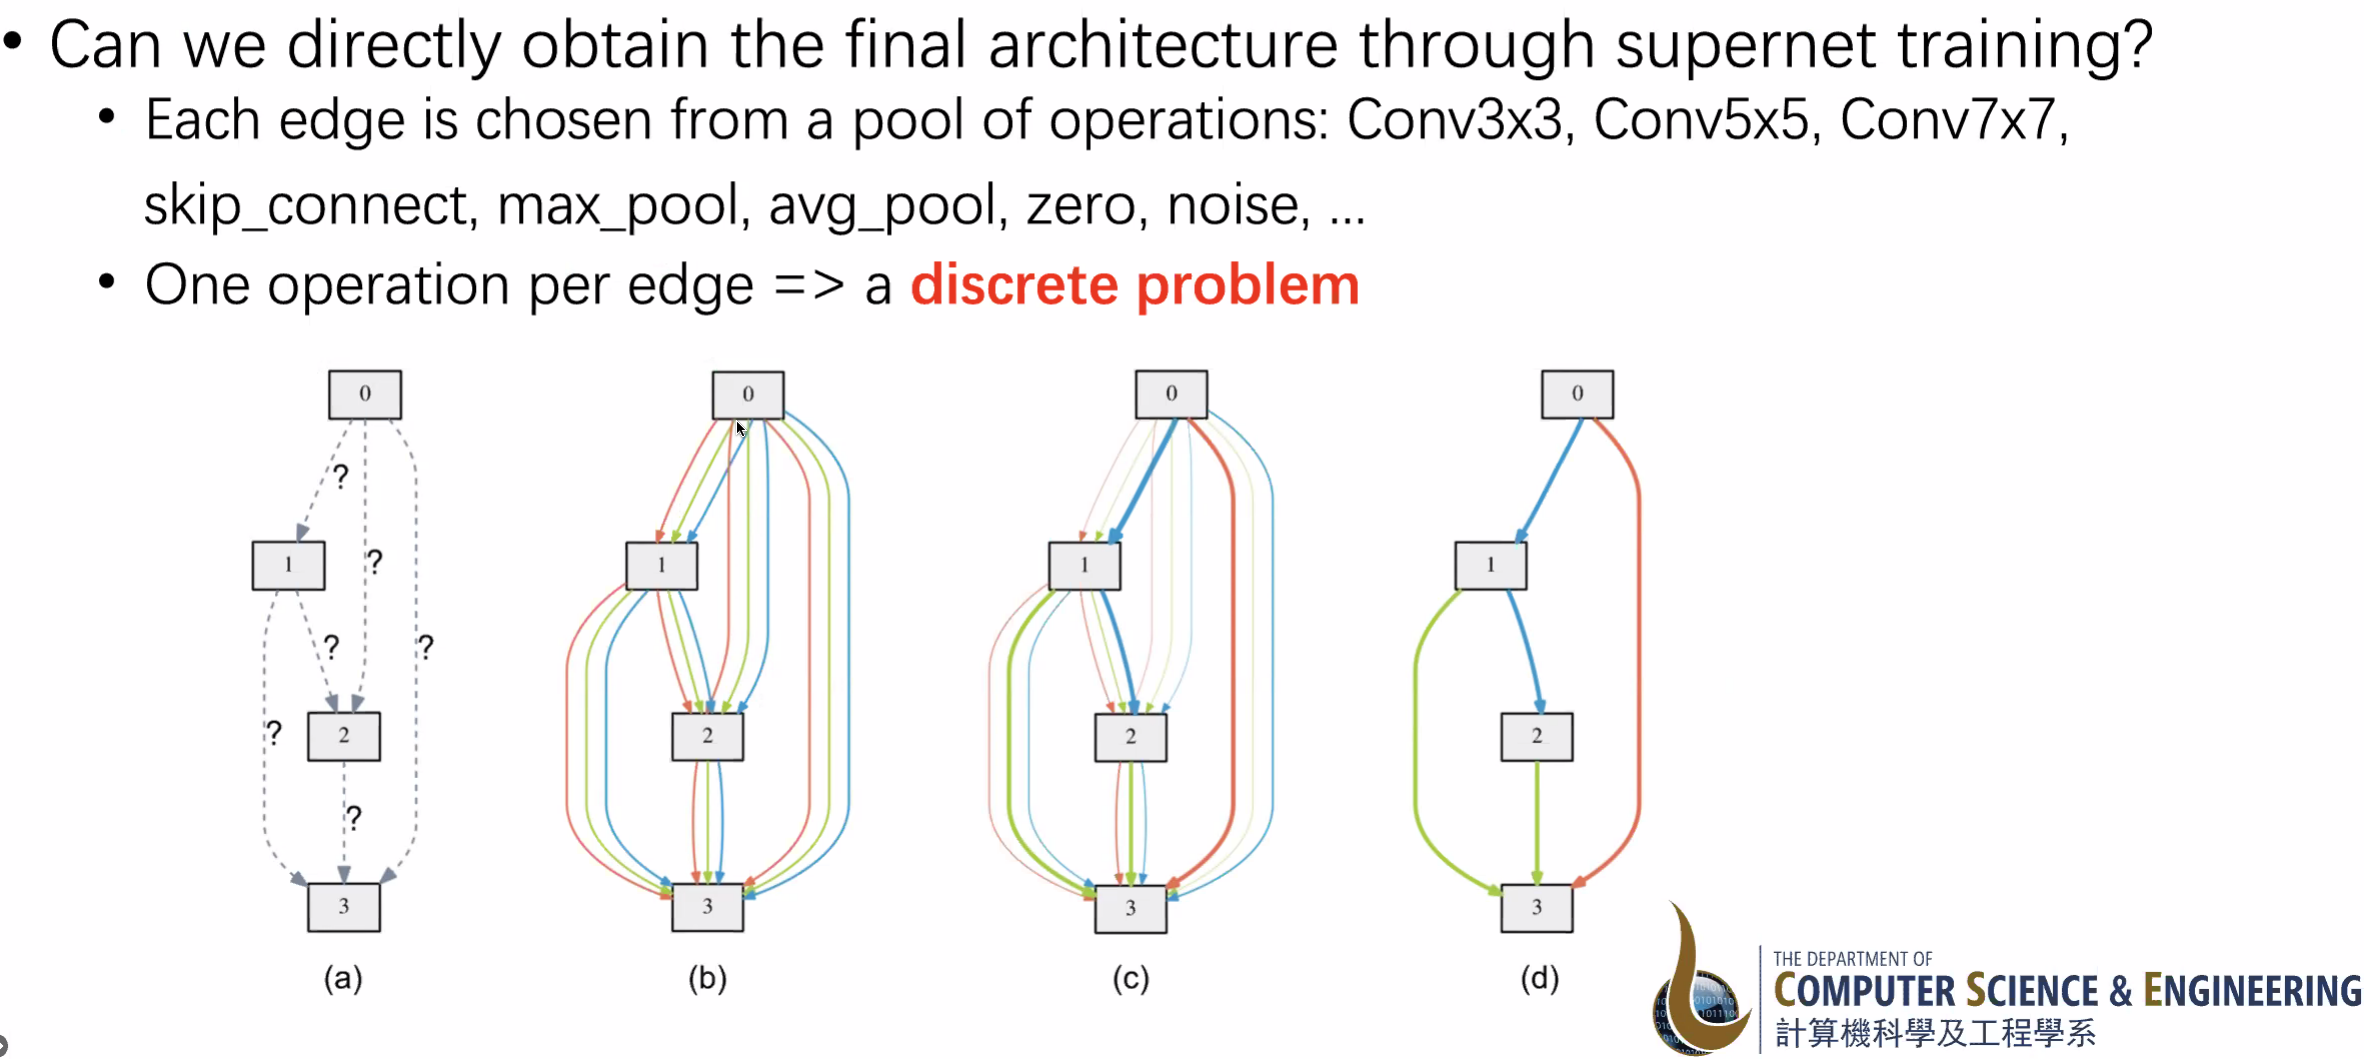 • Can we directly obtain the final architecture through supernet training?
• Each edge is chosen from a pool of operations: Conv3x3, Conv5x5, Conv7x7,
skip_connect, max_pool, avg_pool, zero, noise, ...
• One operation per edge => a discrete problem
0 0 0 0
?
1 ? 1 1 1
? ?
? 2 2 2 2
?
3 3 3 3
(a) (b) (c) (d)
THE DEPARTMENT OF
COMPUTER SCIENCE & ENGINEERING
計算機科學及工程學系